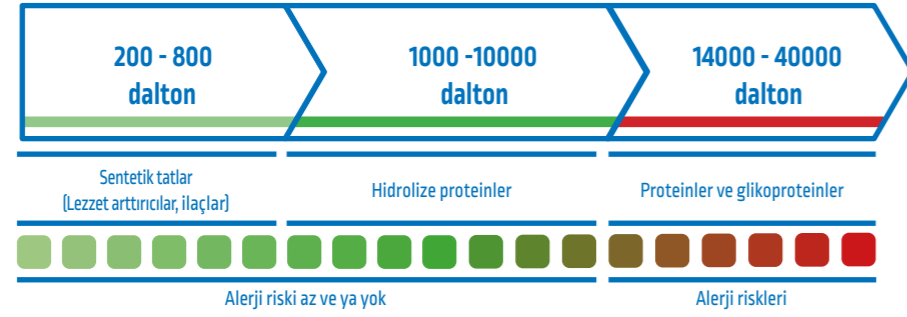 200 - 800
dalton
1000 -10000
dalton
14000 - 40000
dalton
Sentetik tatlar
(Lezzet arttırıcılar, ilaçlar)
Hidrolize proteinler
Proteinler ve glikoproteinler
Alerji riski az ve ya yok
Alerji riskleri